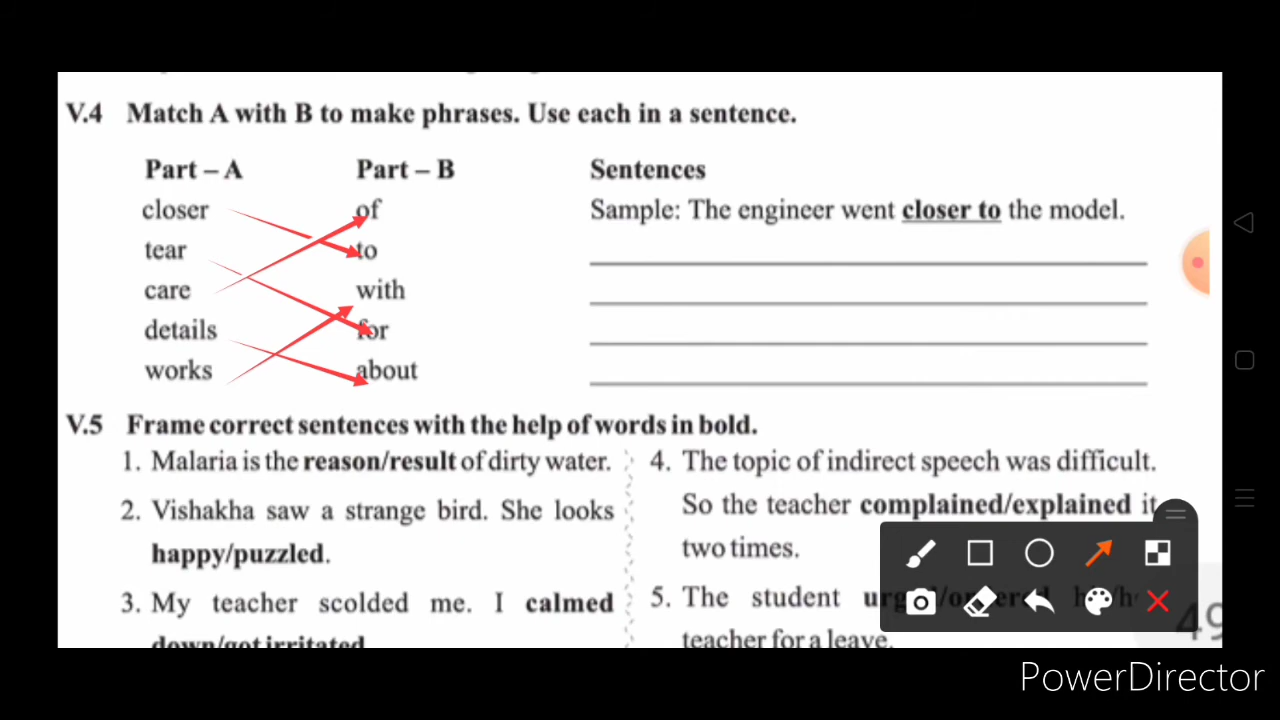 V.4 Match A with B to make phrases. Use each in a sentence.
Part – A Part – B Sentences
closer of Sample: The engineer went closer to the model.
tear to
care with
details for
works about
V.5 Frame correct sentences with the help of words in bold.
1. Malaria is the reason/result of dirty water.
2. Vishakha saw a strange bird. She looks
happy/puzzled.
3. My teacher scolded me. I calmed
down/got irritated
4. The topic of indirect speech was difficult.
So the teacher complained/explained it
two times.
5. The student
teacher for a leave.
49
PowerDirector